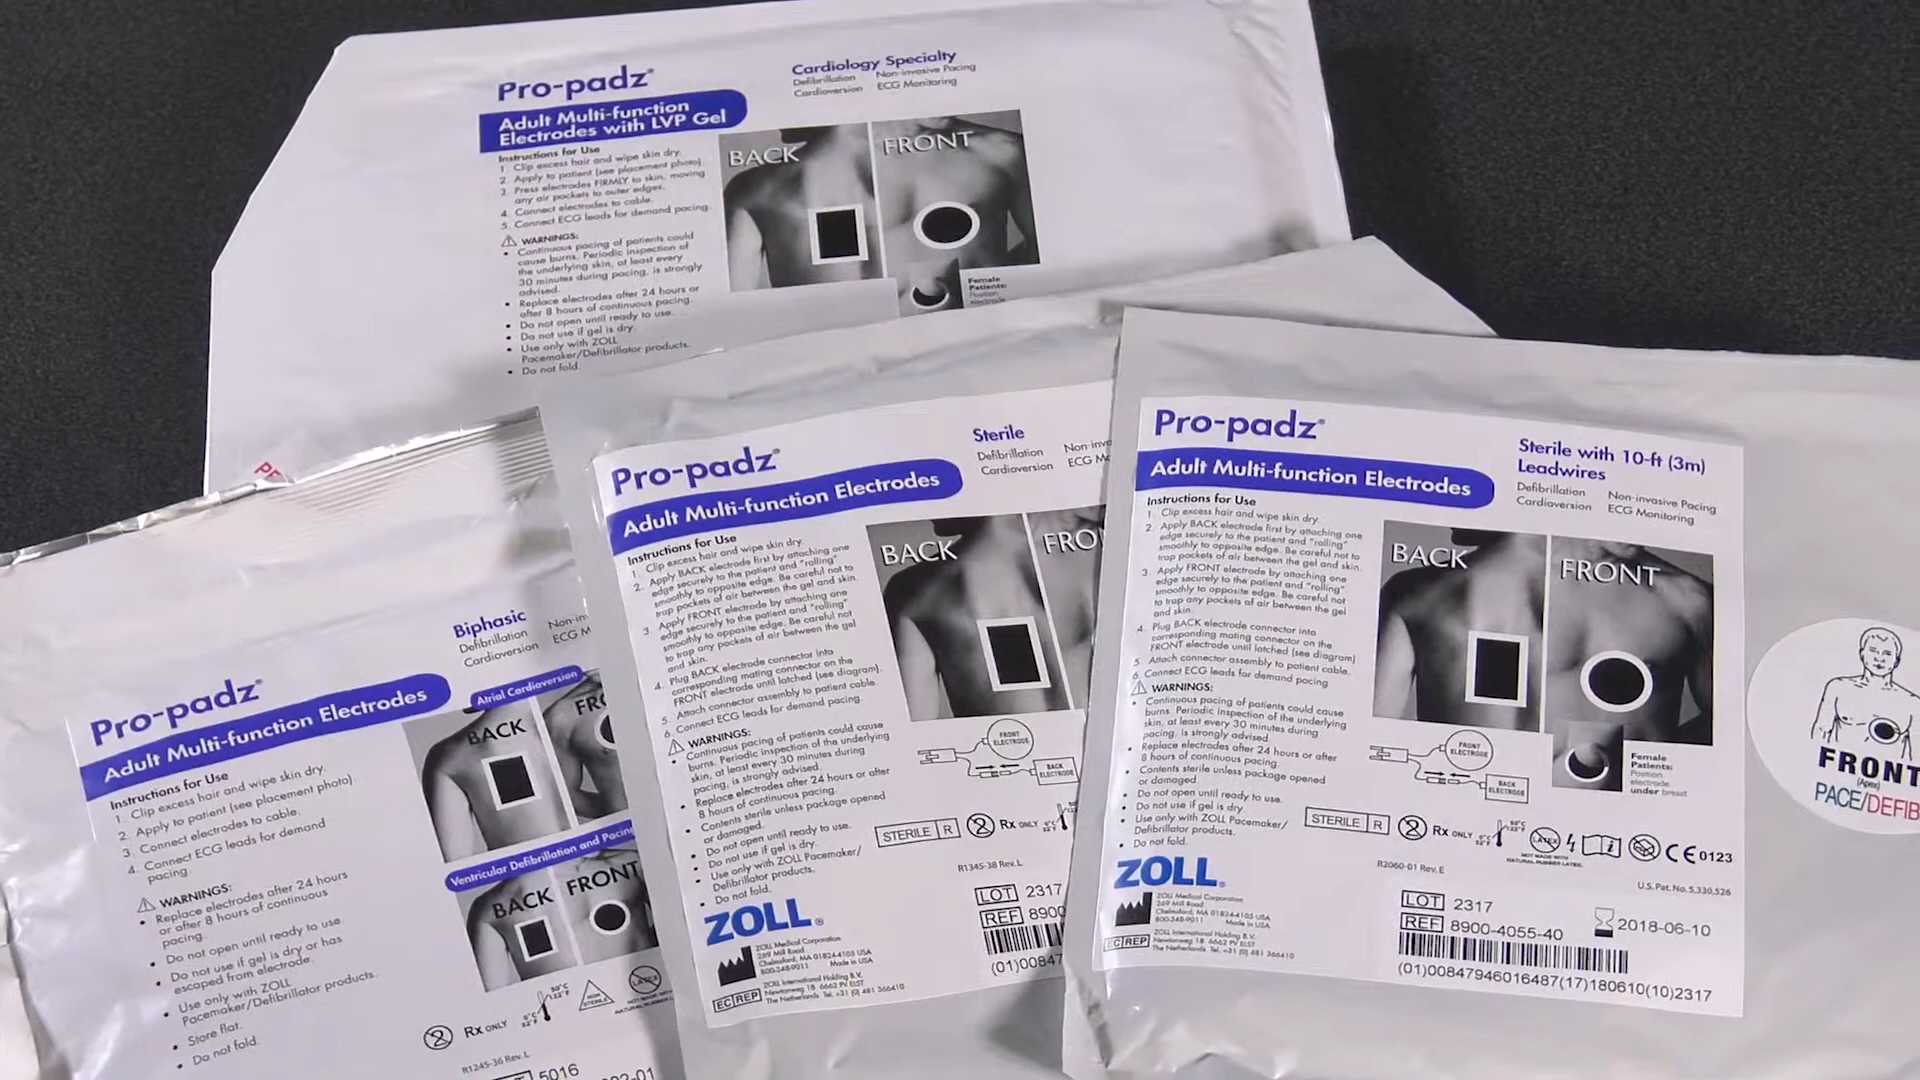 Pro-padz®
Cardiology Specialty
Defibrillation Non-invasive Pacing
Cardioversion ECG Monitoring
Adult Multi-function
Electrodes with LVP Gel
Instructions for Use
1. Clip excess hair and wipe skin dry.
2. Apply to patient (see placement photo).
3. Press electrodes FIRMLY to skin, moving
any air pockets to outer edges.
4. Connect electrodes to cable.
5. Connect ECG leads for demand pacing.
WARNINGS:
• Continuous pacing of patients could
cause burns. Periodic inspection of
the underlying skin, at least every
30 minutes during pacing, is strongly
advised.
• Replace electrodes after 24 hours or
after 8 hours of continuous pacing.
• Do not open until ready to use.
• Do not use if gel is dry.
• Use only with ZOLL
Pacemaker/Defibrillator products.
• Do not fold.
BACK FRONT
Female
Patients:
Position
electrode
Pro-padz®
Adult Multi-function Electrodes
Biphasic
Defibrillation
Cardioversion ECG
Instructions for Use
1. Clip excess hair and wipe skin dry.
2. Apply to patient (see placement photo).
3. Connect electrodes to cable.
4. Connect ECG leads for demand
pacing.
WARNINGS:
• Replace electrodes after 24 hours
or after 8 hours of continuous
pacing.
• Do not open until ready to use.
• Do not use if gel is dry or has
escaped from electrode.
• Use only with ZOLL
Pacemaker/Defibrillator products.
• Store flat.
• Do not fold.
Atrial Cardioversion
BACK
Ventricular Defibrillation and Pacing
BACK FRONT
Rx ONLY
0°C
32°F
50°C
122°F
NON
STERILE
LATEX
R1245-36 Rev. L
5016
Pro-padz®
Adult Multi-function Electrodes
Sterile
Defibrillation
Cardioversion ECG
Instructions for Use
1. Clip excess hair and wipe skin dry.
2. Apply BACK electrode first by attaching one
edge securely to the patient and "rolling"
smoothly to opposite edge. Be careful not to
trap pockets of air between the gel and skin.
3. Apply FRONT electrode by attaching one
edge securely to the patient and "rolling"
smoothly to opposite edge. Be careful not
to trap any pockets of air between the gel
and skin.
4. Plug BACK electrode connector into
corresponding mating connector on the
FRONT electrode until latched (see diagram).
5. Attach connector assembly to patient cable.
6. Connect ECG leads for demand pacing.
WARNINGS:
• Continuous pacing of patients could cause
burns. Periodic inspection of the underlying
skin, at least every 30 minutes during
pacing, is strongly advised.
• Replace electrodes after 24 hours or after
8 hours of continuous pacing.
• Contents sterile unless package opened
or damaged.
• Do not open until ready to use.
• Do not use if gel is dry.
• Use only with ZOLL Pacemaker/
Defibrillator products.
• Do not fold.
BACK
FRONT
ELECTRODE
BACK
ELECTRODE
STERILE R
Rx ONLY
R1345-38 Rev. L
LOT 2317
REF 8900
(01)00847
ZOLL®
ZOLL Medical Corporation
269 Mill Road
Chelmsford, MA 01824-4105 USA
800-348-9011 Made in USA
EC REP
ZOLL International Holding B.V.
Newtonweg 18 6662 PV ELST
The Netherlands Tel. +31 (0) 481 366410
Pro-padz®
Adult Multi-function Electrodes
Sterile with 10-ft (3m)
Leadwires
Defibrillation Non-invasive Pacing
Cardioversion ECG Monitoring
Instructions for Use
1. Clip excess hair and wipe skin dry
2. Apply BACK electrode first by attaching one
edge securely to the patient and "rolling"
smoothly to opposite edge. Be careful not to
trap pockets of air between the gel and skin.
3. Apply FRONT electrode by attaching one
edge securely to the patient and "rolling"
smoothly to opposite edge. Be careful not
to trap any pockets of air between the gel
and skin.
4. Plug BACK electrode connector into
corresponding mating connector on the
FRONT electrode until latched (see diagram)
5. Attach connector assembly to patient cable.
6. Connect ECG leads for demand pacing
WARNINGS:
• Continuous pacing of patients could cause
burns. Periodic inspection of the underlying
skin, at least every 30 minutes during
pacing, is strongly advised.
• Replace electrodes after 24 hours or after
8 hours of continuous pacing.
• Contents sterile unless package opened
or damaged.
• Do not open until ready to use.
• Do not use if gel is dry
• Use only with ZOLL Pacemaker/
Defibrillator products.
• Do not fold.
BACK FRONT
FRONT
ELECTRODE
BACK
ELECTRODE
Female
Patients:
Position
electrode
under breast
STERILE R
Rx ONLY
0°C
32°F
50°C
122°F
LATEX
NOT MADE WITH
NATURAL RUBBER LATEX
CE 0123
R2060-01 Rev. E
U.S. Pat. No. 5,330,526
ZOLL®
ZOLL Medical Corporation
269 Mill Road
Chelmsford, MA 01824-4105 USA
800-348-9011 Made in USA
EC REP
ZOLL International Holding B.V.
Newtonweg 18 6662 PV ELST
The Netherlands Tel. +31 (0) 481 366410
LOT 2317
REF 8900-4055-40
2018-06-10
(01)00847946016487(17)180610(10)2317
FRONT
(Apex)
PACE/DEFIB